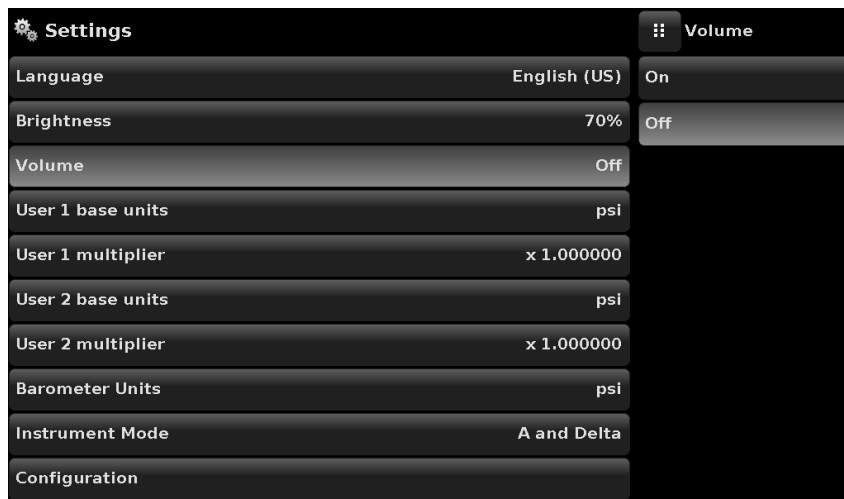 Settings
Language English (US)
Brightness 70%
Volume Off
User 1 base units psi
User 1 multiplier x 1.000000
User 2 base units psi
User 2 multiplier x 1.000000
Barometer Units psi
Instrument Mode A and Delta
Configuration
Volume
On
Off